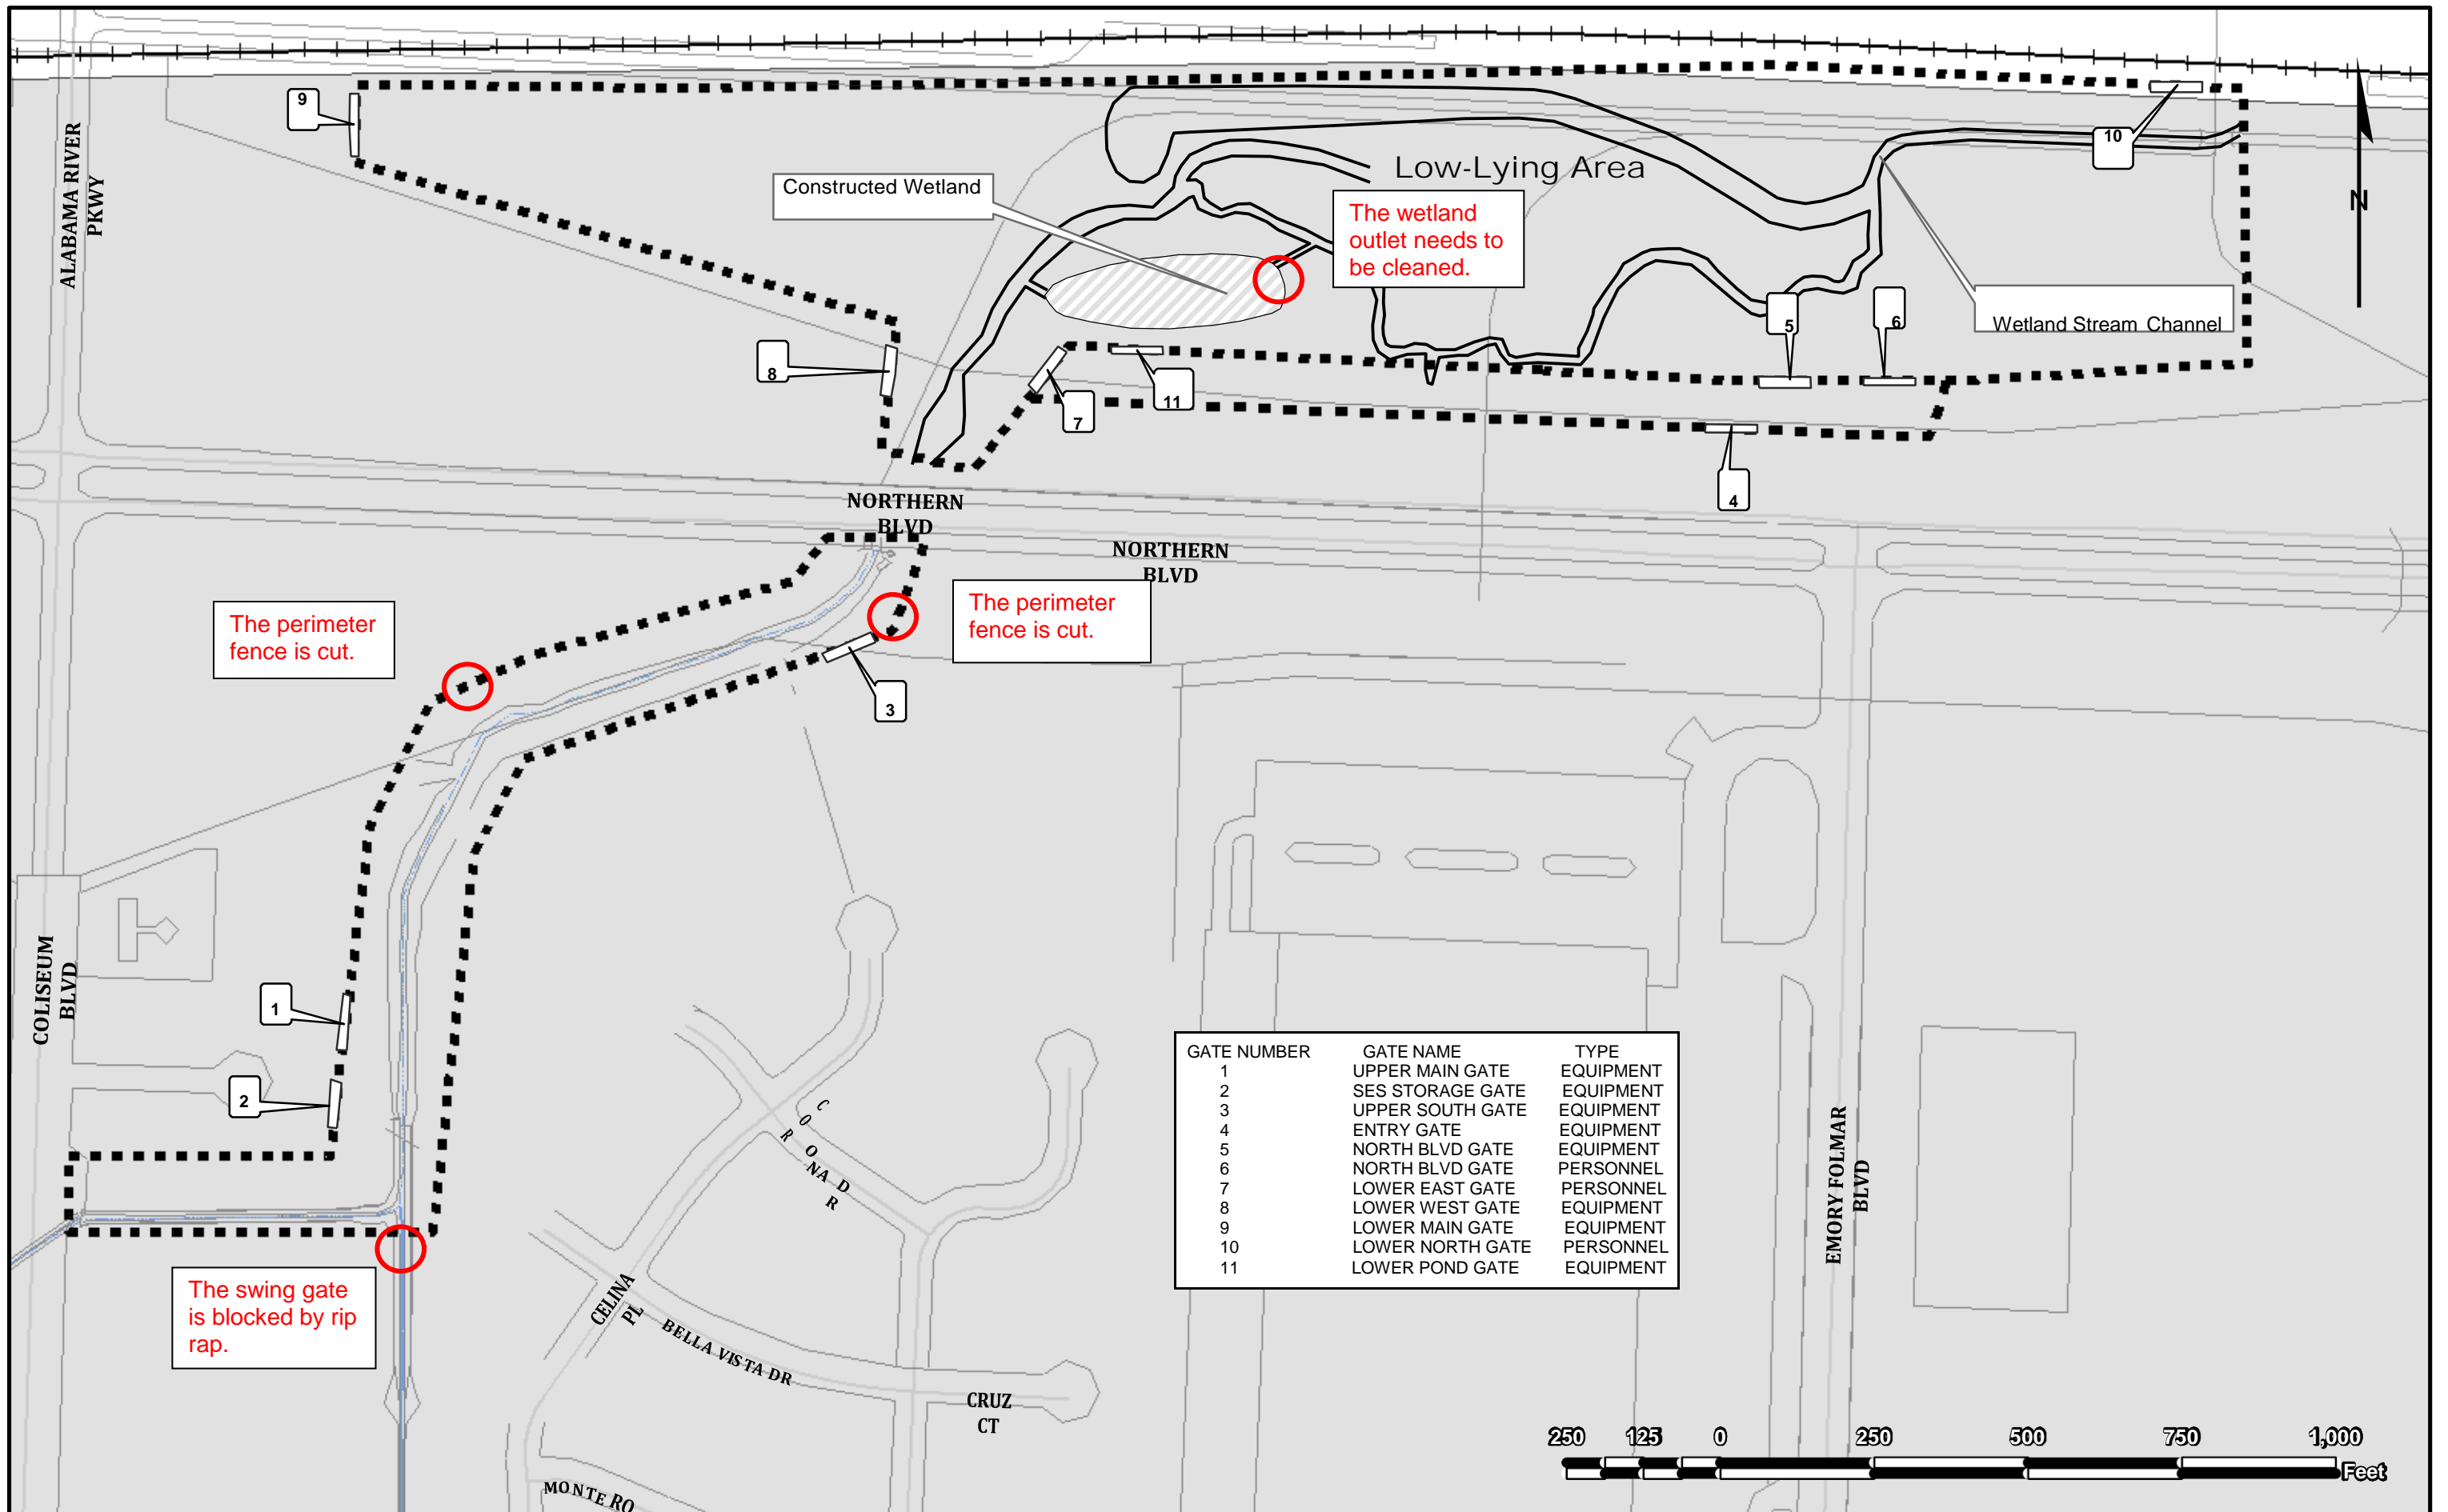 9
10
ALABAMA RIVER
PKWY
Low-Lying Area
Constructed Wetland
The wetland
outlet needs to
be cleaned.
N
5
6
Wetland Stream Channel
8
7
11
4
NORTHERN
BLVD
NORTHERN
BLVD
The perimeter
fence is cut.
The perimeter
fence is cut.
3
COLISEUM
BLVD
1
2
GATE NUMBER GATE NAME TYPE
1 UPPER MAIN GATE EQUIPMENT
2 SES STORAGE GATE EQUIPMENT
3 UPPER SOUTH GATE EQUIPMENT
4 ENTRY GATE EQUIPMENT
5 NORTH BLVD GATE EQUIPMENT
6 NORTH BLVD GATE PERSONNEL
7 LOWER EAST GATE PERSONNEL
8 LOWER WEST GATE EQUIPMENT
9 LOWER MAIN GATE EQUIPMENT
10 LOWER NORTH GATE PERSONNEL
11 LOWER POND GATE EQUIPMENT
CORONA DR
EMORY FOLMAR
BLVD
The swing gate
is blocked by rip
rap.
CELINA
PL
BELLA VISTA DR
CRUZ
CT
MONTE RO
250 125 0 250 500 750 1,000
Feet